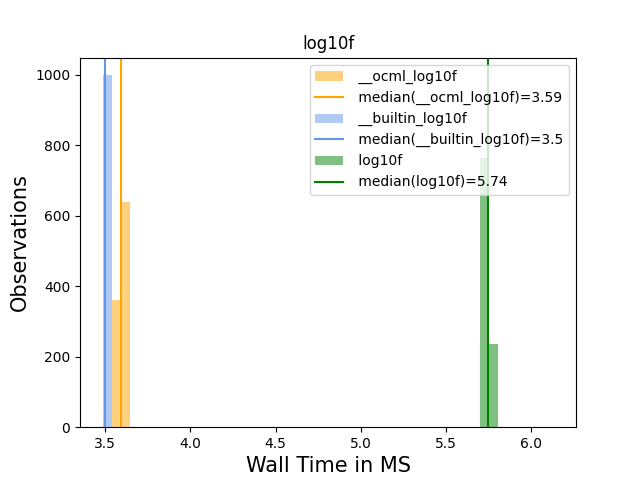 log10f
1000
800
600
400
200
0
Observations
__ocml_log10f
median(__ocml_log10f)=3.59
__builtin_log10f
median(__builtin_log10f)=3.5
log10f
median(log10f)=5.74
3.5 4.0 4.5 5.0 5.5 6.0
Wall Time in MS